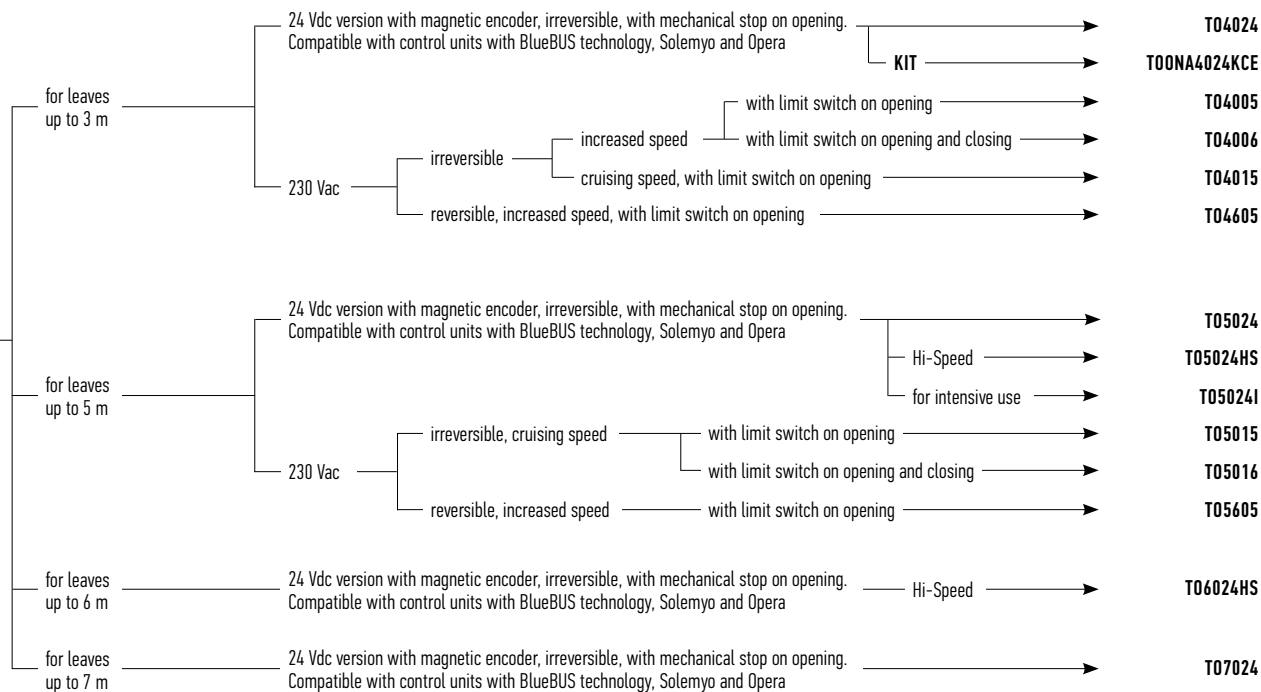 24 Vdc version with magnetic encoder, irreversible, with mechanical stop on opening.
Compatible with control units with BlueBUS technology, Solemyo and Opera
TO4024
KIT
TOONA4024KCE
for leaves
up to 3 m
with limit switch on opening
TO4005
increased speed
with limit switch on opening and closing
TO4006
irreversible
cruising speed, with limit switch on opening
TO4015
230 Vac
reversible, increased speed, with limit switch on opening
TO4605
24 Vdc version with magnetic encoder, irreversible, with mechanical stop on opening.
Compatible with control units with BlueBUS technology, Solemyo and Opera
TO5024
Hi-Speed
TO5024HS
for leaves
up to 5 m
for intensive use
TO5024I
irreversible, cruising speed
with limit switch on opening
TO5015
230 Vac
with limit switch on opening and closing
TO5016
reversible, increased speed
with limit switch on opening
TO5605
for leaves
up to 6 m
24 Vdc version with magnetic encoder, irreversible, with mechanical stop on opening.
Compatible with control units with BlueBUS technology, Solemyo and Opera
Hi-Speed
TO6024HS
for leaves
up to 7 m
24 Vdc version with magnetic encoder, irreversible, with mechanical stop on opening.
Compatible with control units with BlueBUS technology, Solemyo and Opera
TO7024